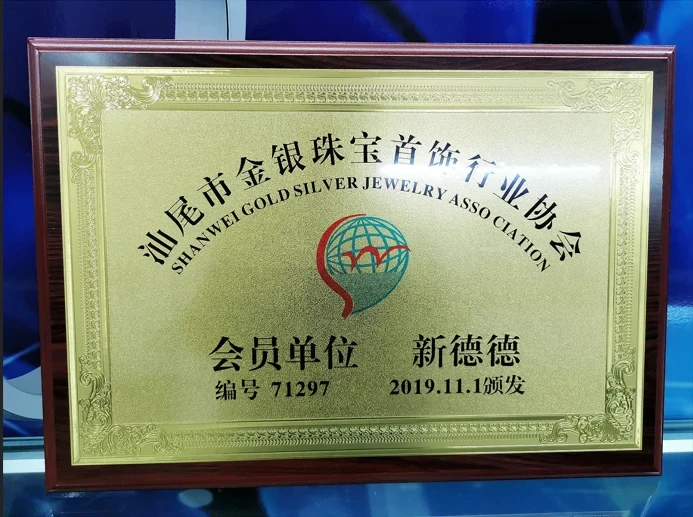 汕尾市金银珠宝首饰行业协会
SHANWEI GOLD SILVER JEWELRY ASSO CIATION
会员单位 新德德
编号 71297 2019.11.1颁发